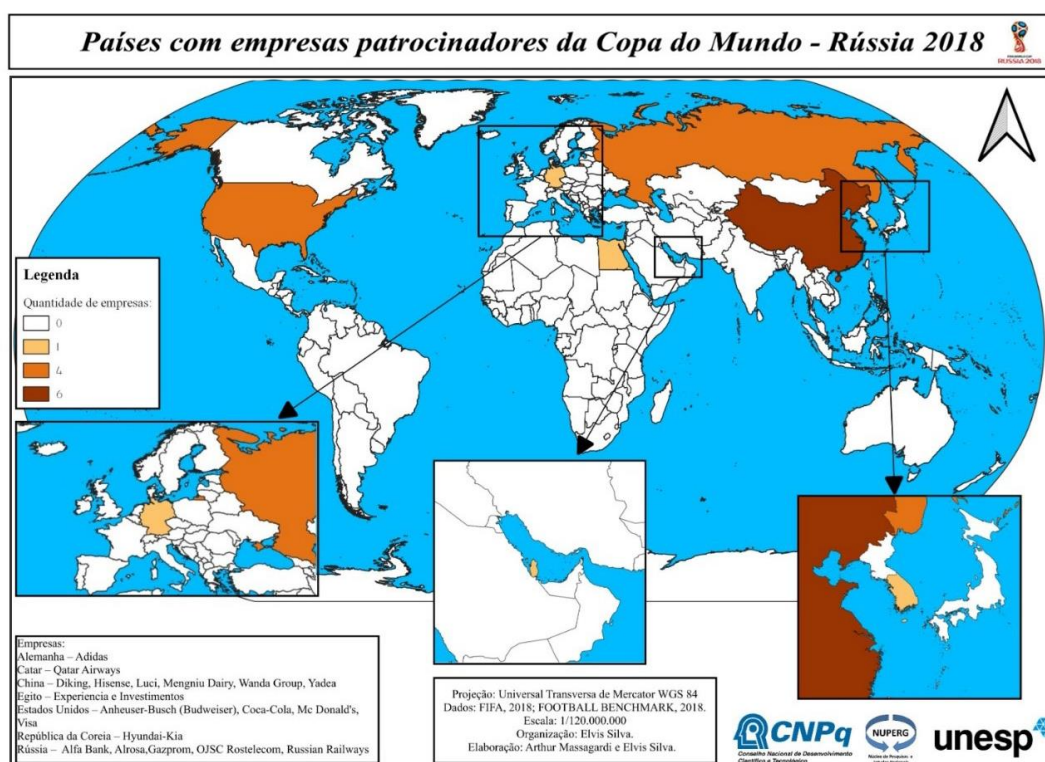 Países com empresas patrocinadores da Copa do Mundo - Rússia 2018
RUSSIA 2018
Legenda
Quantidade de empresas:
0
1
4
6
Empresas:
Alemanha – Adidas
Catar – Qatar Airways
China – Diking, Hisense, Luci, Mengniu Dairy, Wanda Group, Yadea
Egito – Experiencia e Investimentos
Estados Unidos – Anheuser-Busch (Budweiser), Coca-Cola, Mc Donald's,
Visa
República da Coreia – Hyundai-Kia
Rússia – Alfa Bank, Alrosa,Gazprom, OJSC Rostelecom, Russian Railways
Projeção: Universal Transversa de Mercator WGS 84
Dados: FIFA, 2018; FOOTBALL BENCHMARK, 2018.
Escala: 1/120.000.000
Organização: Elvis Silva.
Elaboração: Arthur Massagardi e Elvis Silva.
CNPq
Conselho Nacional de Desenvolvimento
Científico e Tecnológico
NUPERG
unesp